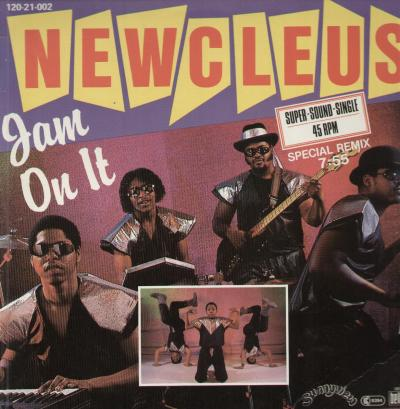 120-21-002
NEWCLEUS
Jam
On It
SUPER-SOUND-SINGLE
45 RPM
SPECIAL REMIX
7-55
Sunnyview